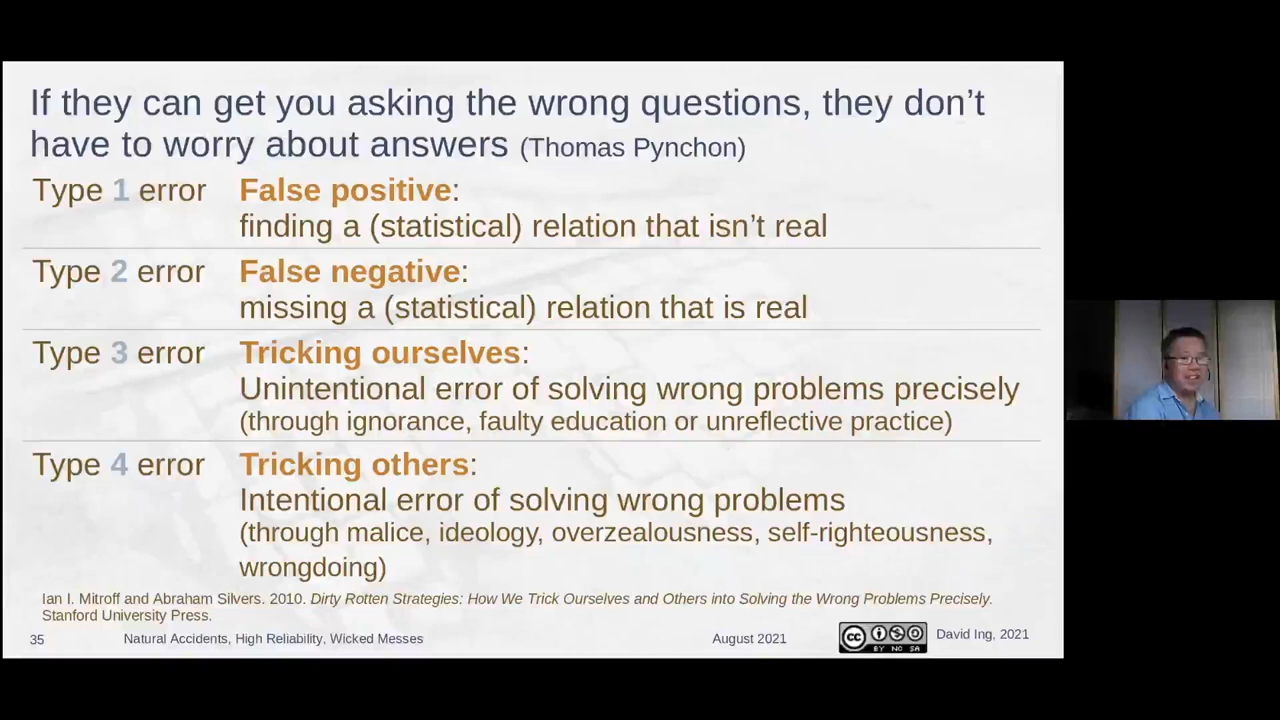 If they can get you asking the wrong questions, they don’t
have to worry about answers (Thomas Pynchon)
Type 1 error False positive:
finding a (statistical) relation that isn’t real
Type 2 error False negative:
missing a (statistical) relation that is real
Type 3 error Tricking ourselves:
Unintentional error of solving wrong problems precisely
(through ignorance, faulty education or unreflective practice)
Type 4 error Tricking others:
Intentional error of solving wrong problems
(through malice, ideology, overzealousness, self-righteousness,
wrongdoing)
Ian I. Mitroff and Abraham Silvers. 2010. Dirty Rotten Strategies: How We Trick Ourselves and Others into Solving the Wrong Problems Precisely.
Stanford University Press.
35 Natural Accidents, High Reliability, Wicked Messes August 2021 cc BY NC SA David Ing, 2021